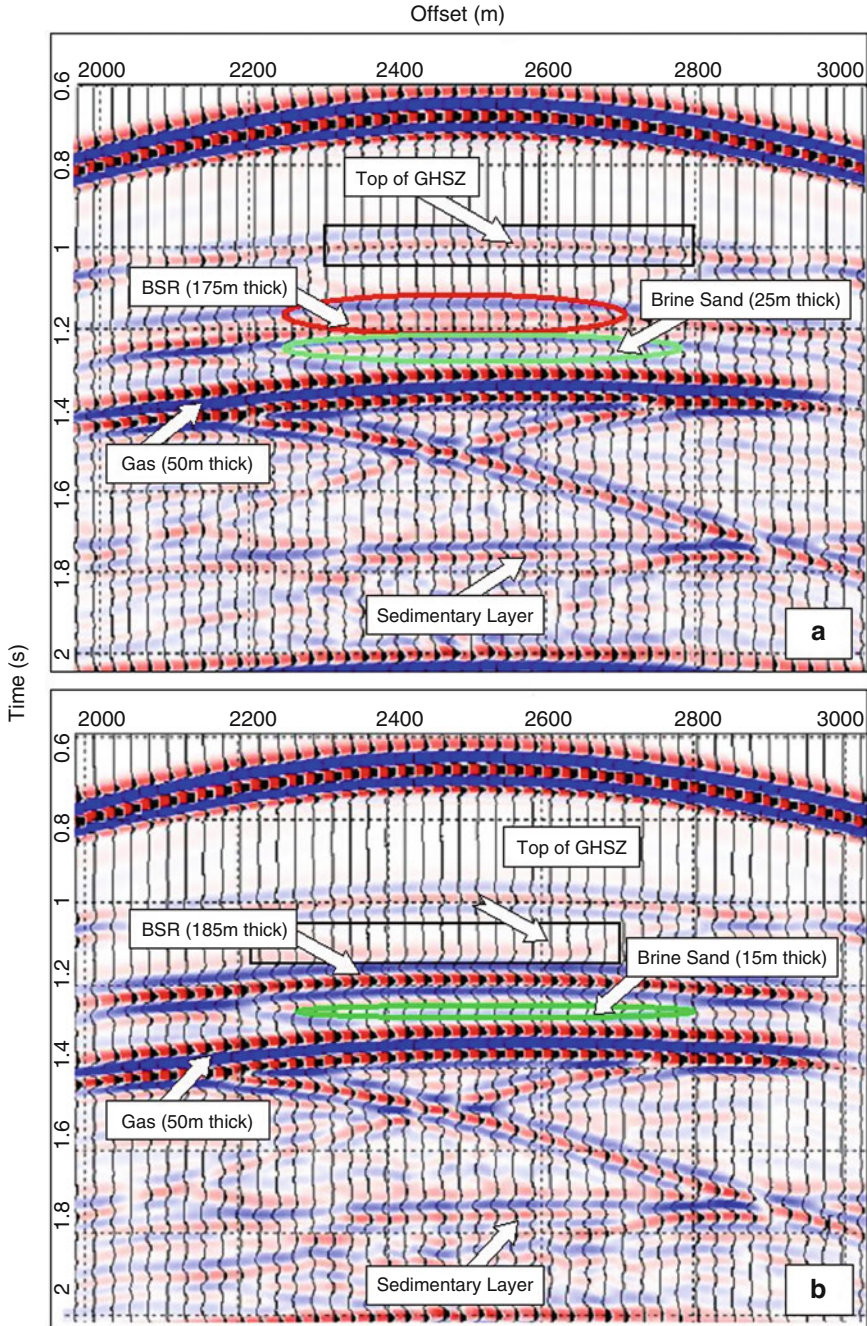 Offset (m)
2000 2200 2400 2600 2800 3000
0.6
0.8
Top of GHSZ
1
BSR (175m thick)
Brine Sand (25m thick)
1.2
1.4
Gas (50m thick)
1.6
1.8
Sedimentary Layer
a
2
Time (s)
2000 2200 2400 2600 2800 3000
0.6
0.8
Top of GHSZ
1
BSR (185m thick)
Brine Sand (15m thick)
1.2
1.4
Gas (50m thick)
1.6
1.8
Sedimentary Layer
2
b